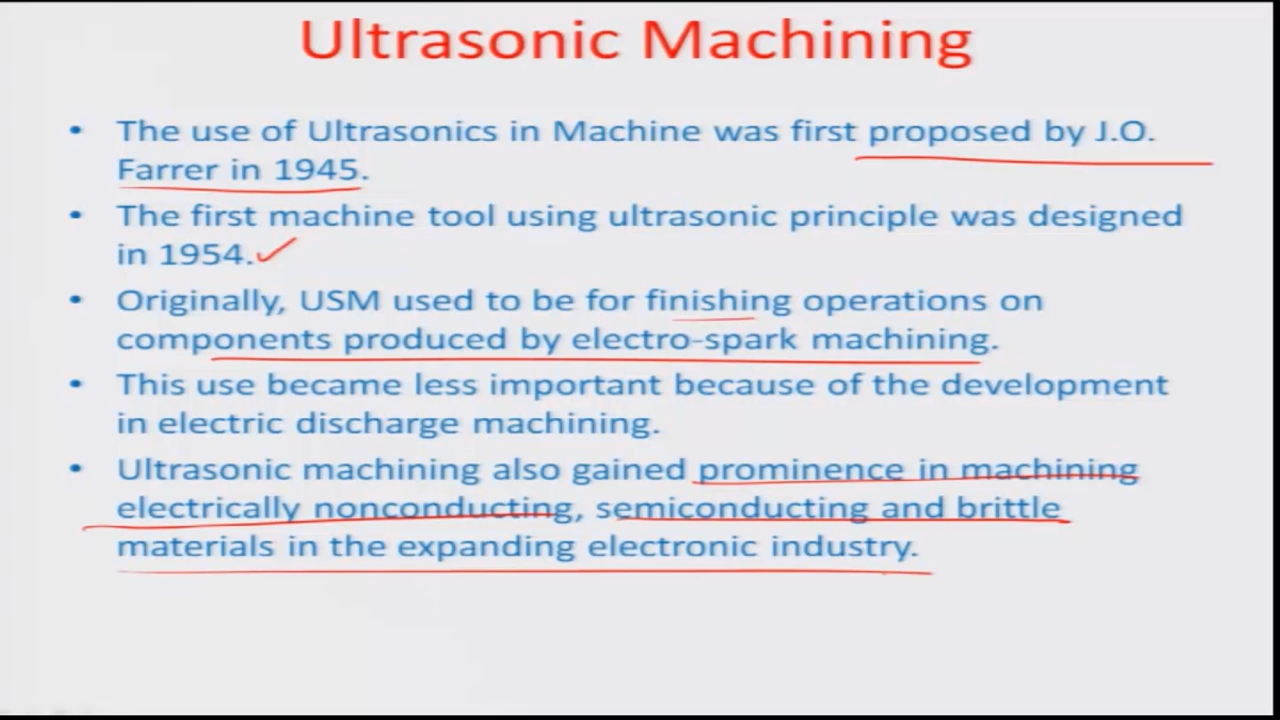 Ultrasonic Machining
• The use of Ultrasonics in Machine was first proposed by J.O.
Farrer in 1945.
• The first machine tool using ultrasonic principle was designed
in 1954.
• Originally, USM used to be for finishing operations on
components produced by electro-spark machining.
• This use became less important because of the development
in electric discharge machining.
• Ultrasonic machining also gained prominence in machining
electrically nonconducting, semiconducting and brittle
materials in the expanding electronic industry.